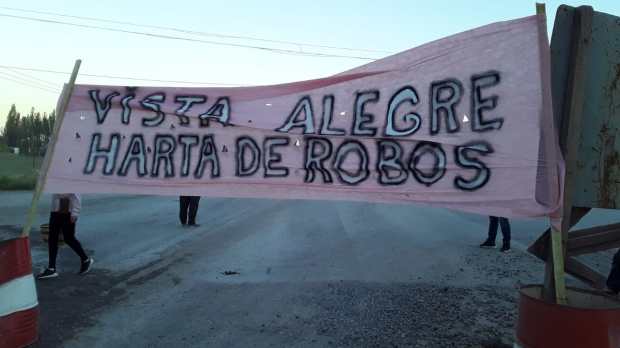 VISTA ALEGRE
HARTA DE ROBOS